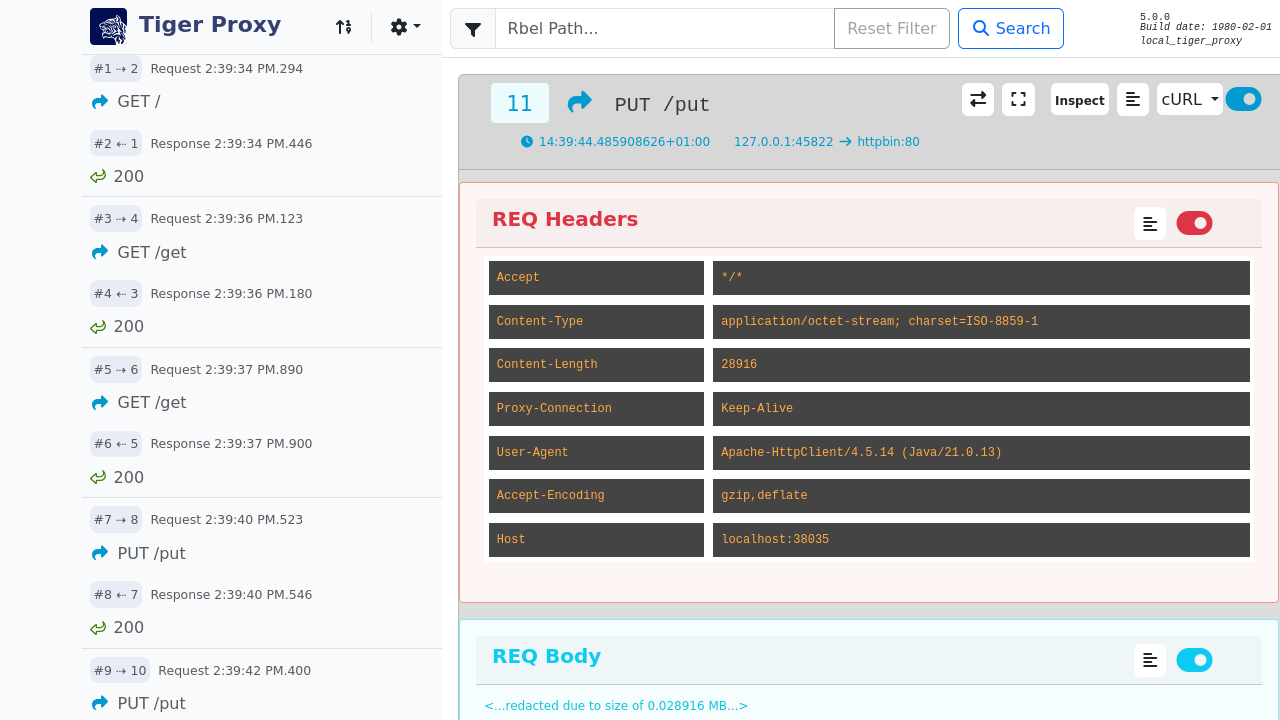 Tiger Proxy
#1 ⇢ 2 Request 2:39:34 PM.294
GET /
#2 ⇠ 1 Response 2:39:34 PM.446
200
#3 ⇢ 4 Request 2:39:36 PM.123
GET /get
#4 ⇠ 3 Response 2:39:36 PM.180
200
#5 ⇢ 6 Request 2:39:37 PM.890
GET /get
#6 ⇠ 5 Response 2:39:37 PM.900
200
#7 ⇢ 8 Request 2:39:40 PM.523
PUT /put
#8 ⇠ 7 Response 2:39:40 PM.546
200
#9 ⇢ 10 Request 2:39:42 PM.400
PUT /put
Rbel Path... Reset Filter Search
5.0.0
Build date: 1980-02-01
local_tiger_proxy
11 PUT /put Inspect cURL
14:39:44.485908626+01:00 127.0.0.1:45822 → httpbin:80
REQ Headers
Accept */*
Content-Type application/octet-stream; charset=ISO-8859-1
Content-Length 28916
Proxy-Connection Keep-Alive
User-Agent Apache-HttpClient/4.5.14 (Java/21.0.13)
Accept-Encoding gzip,deflate
Host localhost:38035
REQ Body
<...redacted due to size of 0.028916 MB...>